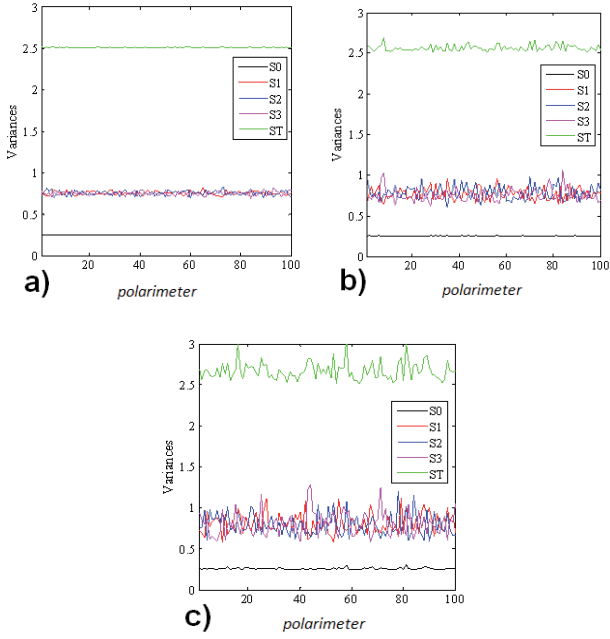 3
2.5
2
1.5
1
0.5
0
Variances
S0
S1
S2
S3
ST
20
40
60
80
100
a)
polarimeter
3
2.5
2
1.5
1
0.5
0
Variances
S0
S1
S2
S3
ST
20
40
60
80
100
b)
polarimeter
3
2.5
2
1.5
1
0.5
0
Variances
S0
S1
S2
S3
ST
20
40
60
80
100
c)
polarimeter